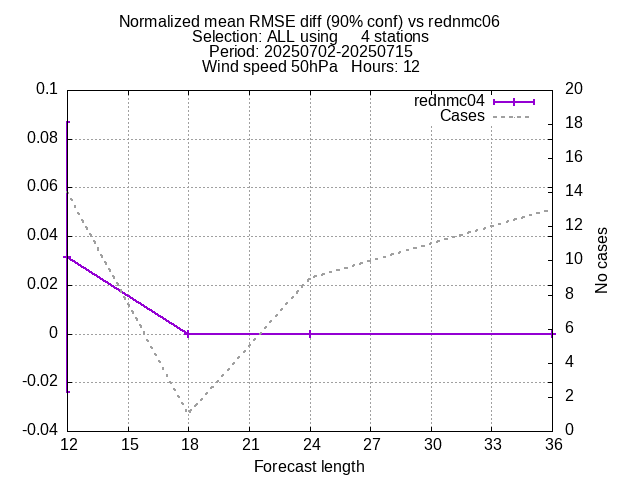 Normalized mean RMSE diff (90% conf) vs rednmc06
Selection: ALL using     4 stations
Period: 20250702-20250715
Wind speed 50hPa   Hours: 12
0.1
0.08
0.06
0.04
0.02
0
-0.02
-0.04
rednmc04
Cases
20
18
16
14
12
10
8
6
4
2
0
No cases
12 15 18 21 24 27 30 33 36
Forecast length